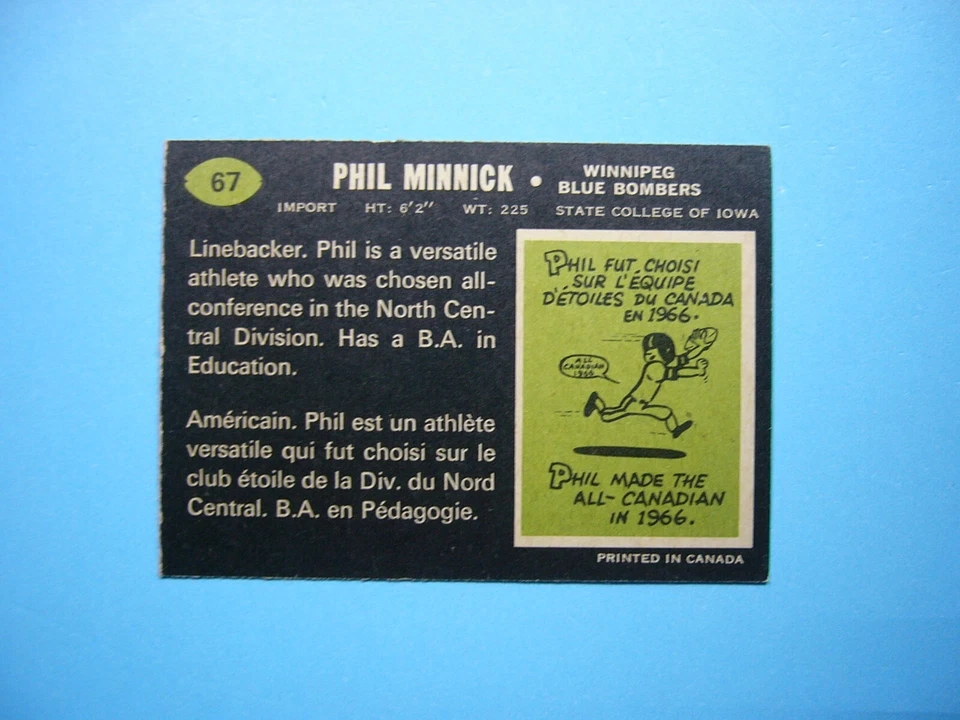 67
PHIL MINNICK • WINNIPEG
BLUE BOMBERS
IMPORT HT: 6'2" WT: 225 STATE COLLEGE OF IOWA
Linebacker. Phil is a versatile
athlete who was chosen all-
conference in the North Cen-
tral Division. Has a B.A. in
Education.
Américain. Phil est un athlète
versatile qui fut choisi sur le
club étoile de la Div. du Nord
Central. B.A. en Pédagogie.
PHIL FUT CHOISI
SUR L'ÉQUIPE
D'ÉTOILES DU CANADA
EN 1966.
ALL
CANADIAN
1966
PHIL MADE THE
ALL-CANADIAN
IN 1966.
PRINTED IN CANADA